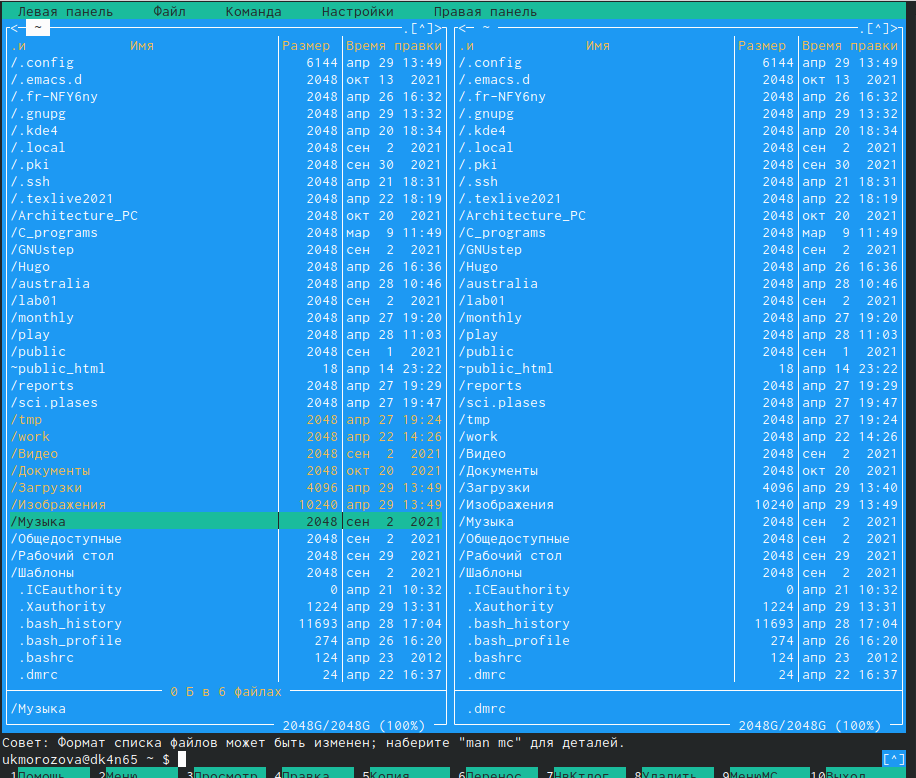 Левая панель Файл Команда Настройки Правая панель
<─ ~ ─.[^]>
.и Имя Размер Время правки
/.config 6144 апр 29 13:49
/.emacs.d 2048 окт 13 2021
/.fr-NFY6ny 2048 апр 26 16:32
/.gnupg 2048 апр 29 13:32
/.kde4 2048 апр 20 18:34
/.local 2048 сен 2 2021
/.pki 2048 сен 30 2021
/.ssh 2048 апр 21 18:31
/.texlive2021 2048 апр 22 18:19
/Architecture_PC 2048 окт 20 2021
/C_programs 2048 мар 9 11:49
/GNUstep 2048 сен 2 2021
/Hugo 2048 апр 26 16:36
/australia 2048 апр 28 10:46
/lab01 2048 сен 2 2021
/monthly 2048 апр 27 19:20
/play 2048 апр 28 11:03
/public 2048 сен 1 2021
~public_html 18 апр 14 23:22
/reports 2048 апр 27 19:29
/sci.plases 2048 апр 27 19:47
/tmp 2048 апр 27 19:24
/work 2048 апр 22 14:26
/Видео 2048 сен 2 2021
/Документы 2048 окт 20 2021
/Загрузки 4096 апр 29 13:49
/Изображения 10240 апр 29 13:49
/Музыка 2048 сен 2 2021
/Общедоступные 2048 сен 2 2021
/Рабочий стол 2048 сен 29 2021
/Шаблоны 2048 сен 2 2021
.ICEauthority 0 апр 21 10:32
.Xauthority 1224 апр 29 13:31
.bash_history 11693 апр 28 17:04
.bash_profile 274 апр 26 16:20
.bashrc 124 апр 23 2012
.dmrc 24 апр 22 16:37
0 Б в 6 файлах
/Музыка
2048G/2048G (100%)
<─ ~ ─.[^]>
.и Имя Размер Время правки
/.config 6144 апр 29 13:49
/.emacs.d 2048 окт 13 2021
/.fr-NFY6ny 2048 апр 26 16:32
/.gnupg 2048 апр 29 13:32
/.kde4 2048 апр 20 18:34
/.local 2048 сен 2 2021
/.pki 2048 сен 30 2021
/.ssh 2048 апр 21 18:31
/.texlive2021 2048 апр 22 18:19
/Architecture_PC 2048 окт 20 2021
/C_programs 2048 мар 9 11:49
/GNUstep 2048 сен 2 2021
/Hugo 2048 апр 26 16:36
/australia 2048 апр 28 10:46
/lab01 2048 сен 2 2021
/monthly 2048 апр 27 19:20
/play 2048 апр 28 11:03
/public 2048 сен 1 2021
~public_html 18 апр 14 23:22
/reports 2048 апр 27 19:29
/sci.plases 2048 апр 27 19:47
/tmp 2048 апр 27 19:24
/work 2048 апр 22 14:26
/Видео 2048 сен 2 2021
/Документы 2048 окт 20 2021
/Загрузки 4096 апр 29 13:40
/Изображения 10240 апр 29 13:49
/Музыка 2048 сен 2 2021
/Общедоступные 2048 сен 2 2021
/Рабочий стол 2048 сен 29 2021
/Шаблоны 2048 сен 2 2021
.ICEauthority 0 апр 21 10:32
.Xauthority 1224 апр 29 13:31
.bash_history 11693 апр 28 17:04
.bash_profile 274 апр 26 16:20
.bashrc 124 апр 23 2012
.dmrc 24 апр 22 16:37
.dmrc
2048G/2048G (100%)
Совет: Формат списка файлов может быть изменен; наберите "man mc" для деталей.
ukmorozova@dk4n65 ~ $ [^]
1Помощь 2Меню 3Просмотр 4Правка 5Копия 6Перенос 7НвКтлог 8Удалить 9МенюMC 10Выход